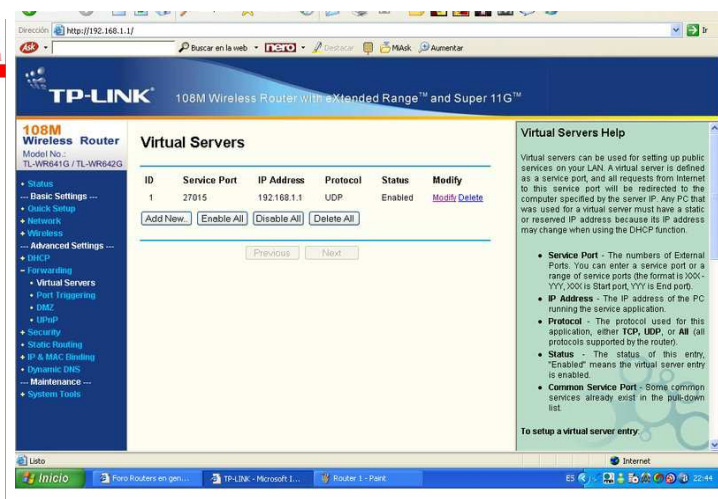 Dirección http://192.168.1.1/ Ir
Ask Buscar en la web nero Destacar MiAsk Aumentar
TP-LINK® 108M Wireless Router with eXtended Range™ and Super 11G™
108M
Wireless Router
Model No.:
TL-WR641G / TL-WR642G
• Status
--- Basic Settings ---
• Quick Setup
+ Network
+ Wireless
--- Advanced Settings ---
+ DHCP
- Forwarding
• Virtual Servers
• Port Triggering
• DMZ
• UPnP
+ Security
• Static Routing
+ IP & MAC Binding
• Dynamic DNS
--- Maintenance ---
+ System Tools
Virtual Servers
ID Service Port IP Address Protocol Status Modify
1 27015 192.168.1.1 UDP Enabled Modify Delete
Add New.. Enable All Disable All Delete All
Previous Next
Virtual Servers Help
Virtual servers can be used for setting up public
services on your LAN. A virtual server is defined
as a service port, and all requests from Internet
to this service port will be redirected to the
computer specified by the server IP. Any PC that
was used for a virtual server must have a static
or reserved IP address because its IP address
may change when using the DHCP function.
• Service Port - The numbers of External
Ports. You can enter a service port or a
range of service ports (the format is XXX -
YYY, XXX is Start port, YYY is End port).
• IP Address - The IP address of the PC
running the service application.
• Protocol - The protocol used for this
application, either TCP, UDP, or All (all
protocols supported by the router).
• Status - The status of this entry,
"Enabled" means the virtual server entry
is enabled.
• Common Service Port - Some common
services already exist in the pull-down
list.
To setup a virtual server entry:
Listo Internet
Inicio Foro Routers en gen... TP-LINK - Microsoft I... Router 1 - Paint ES 22:44